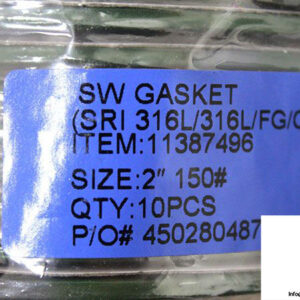 SW GASKET
(SRI 316L/316L/FG/
ITEM:11387496
SIZE:2" 150#
QTY:10PCS
P/O# 450280487